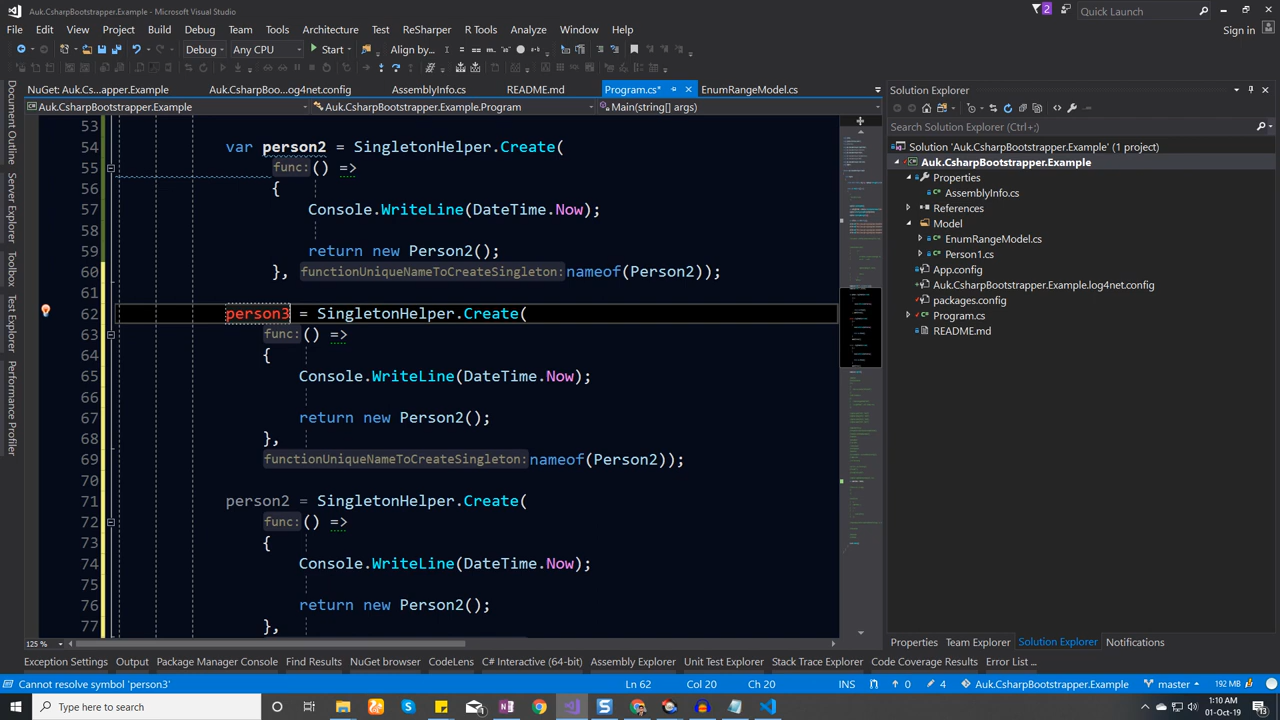 Auk.CsharpBootstrapper.Example - Microsoft Visual Studio
2
Quick Launch
File Edit View Project Build Debug Team Tools Architecture Test ReSharper R Tools Analyze Window Help
Sign in
Debug Any CPU Start Align by...
NuGet: Auk.Cs...apper.Example Auk.CsharpBootstrap...og4net.config AssemblyInfo.cs README.md Program.cs* EnumRangeModel.cs
Auk.CsharpBootstrapper.Example Auk.CsharpBootstrapper.Example.Program Main(string[] args)
53
54 var person2 = SingletonHelper.Create(
55 func:
56 {
57 Console.WriteLine(DateTime.Now);
58
59 return new Person2();
60 }, functionUniqueNameToCreateSingleton: nameof(Person2));
61
62 person3 = SingletonHelper.Create(
63 func: () =>
64 {
65 Console.WriteLine(DateTime.Now);
66
67 return new Person2();
68 },
69 functionUniqueNameToCreateSingleton: nameof(Person2));
70
71 person2 = SingletonHelper.Create(
72 func: () =>
73 {
74 Console.WriteLine(DateTime.Now);
75
76 return new Person2();
77 },
125 %
Document Outline
Test Explorer
Performance Explorer
Solution Explorer
Search Solution Explorer (Ctrl+;)
Solution 'Auk.CsharpBootstrapper.Example' (1 Project)
Auk.CsharpBootstrapper.Example
Properties
AssemblyInfo.cs
References
Model
EnumRangeModel.cs
Person1.cs
App.config
Auk.CsharpBootstrapper.Example.log4net.config
packages.config
Program.cs
README.md
Properties Team Explorer Solution Explorer Notifications
Exception Settings Output Package Manager Console Find Results NuGet browser CodeLens C# Interactive (64-bit) Assembly Explorer Unit Test Explorer Stack Trace Explorer Code Coverage Results Error List ...
Cannot resolve symbol 'person3' Ln 62 Col 20 Ch 20 INS 0 4 Auk.CsharpBootstrapper.Example master 192 MB
Type here to search
1:10 AM
01-Oct-19